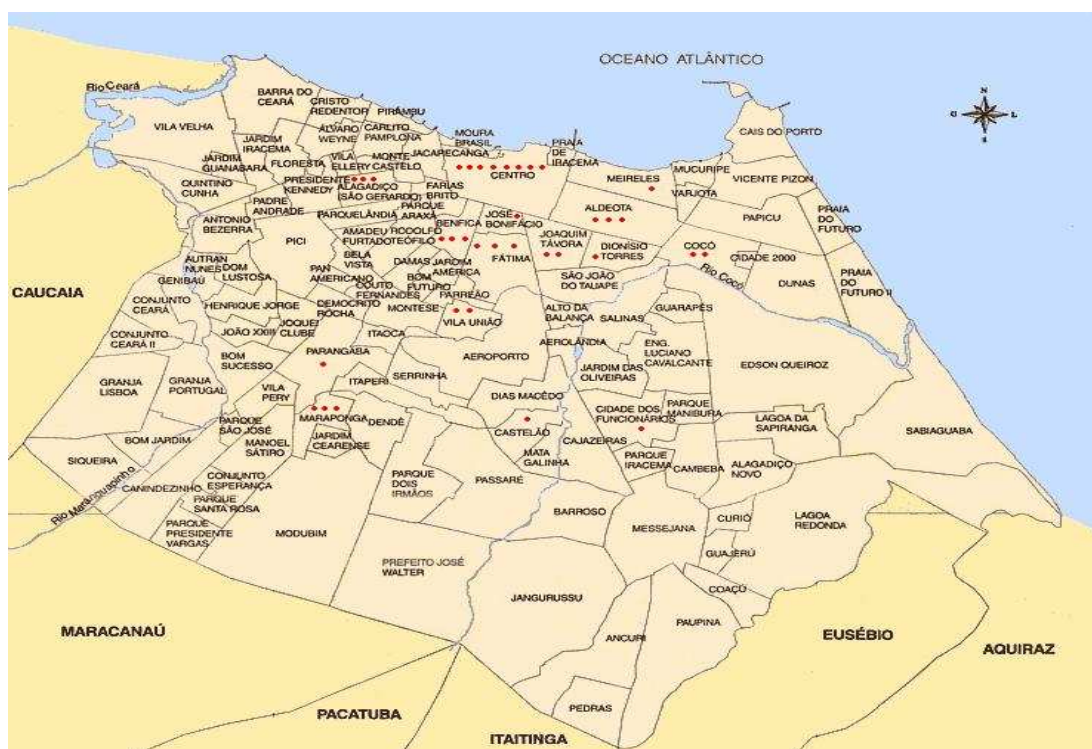 OCEANO ATLÂNTICO
Rio Ceará
N
L
BARRA DO
CEARÁ
CRISTO
REDENTOR
PIRAMBU
VILA VELHA
JARDIM
IRACEMA
ÁLVARO
WEYNE
CARLITO
PAMPLONA
MOURA
BRASIL
JACAPECANGA
PRAIA
DE
IRACEMA
CAIS DO PORTO
JARDIM
GUANABARA
FLORESTA
VILA
ELLERY
MONTE
CASTELO
CENTRO
MEIRELES
MUCURIPE
VICENTE PIZON
VARJOTA
QUINTINO
CUNHA
PRESIDENTE
KENNEDY
ALAGADIÇO
(SÃO GERARDO)
FARIAS
BRITO
PADRE
ANDRADE
PARQUELÂNDIA
PARQUE
ARAXÁ
BENFICA
JOSÉ
BONIFÁCIO
ALDEOTA
PAPICU
PRAIA
DO
FUTURO
ANTONIO
BEZERRA
PICI
AMADEU
FURTADO
RODOLFO
TEÓFILO
JOAQUIM
TÁVORA
DIONÍSIO
TORRES
COCÓ
CIDADE 2000
AUTRAN
NUNES
GENIBAÚ
DOM
LUSTOSA
PAN
AMERICANO
BELA
VISTA
DAMAS
JARDIM
AMÉRICA
FÁTIMA
SÃO JOÃO
DO TAUAPE
Rio Cocó
DUNAS
PRAIA
DO
FUTURO II
CAUCAIA
CONJUNTO
CEARÁ
HENRIQUE JORGE
COUTO
FERNANDES
BOM
FUTURO
PARREÃO
MONTESE
VILA UNIÃO
ALTO DA
BALANÇA
SALINAS
GUARAPÉS
CONJUNTO
CEARÁ II
JOÃO XXIII
JOQUEI
CLUBE
DEMOCRITO
ROCHA
ITAOCA
AEROPORTO
AEROLÂNDIA
ENG.
LUCIANO
CAVALCANTE
EDSON QUEIROZ
BOM
SUCESSO
PARANGABA
JARDIM DAS
OLIVEIRAS
GRANJA
LISBOA
GRANJA
PORTUGAL
VILA
PERY
ITAPERI
SERRINHA
DIAS MACÊDO
PARQUE
SÃO JOSÉ
MARAPONGA
DENDÊ
CIDADE DOS
FUNCIONÁRIOS
PARQUE
MANIBURA
LAGOA DA
SAPIRANGA
SABIAGUABA
BOM JARDIM
MANOEL
SÁTIRO
JARDIM
CEARENSE
CASTELÃO
CAJAZEIRAS
SIQUEIRA
MATA
GALINHA
PARQUE
IRACEMA
CAMBEBA
ALAGADIÇO
NOVO
CANINDEZINHO
CONJUNTO
ESPERANÇA
PARQUE
DOIS
IRMÃOS
PASSARÉ
Rio Maranguapinho
PARQUE
SANTA ROSA
BARROSO
MESSEJANA
CURIÓ
LAGOA
REDONDA
PARQUE
PRESIDENTE
VARGAS
MODUBIM
GUAJERÚ
PREFEITO JOSÉ
WALTER
JANGURUSSU
COAÇÚ
PAUPINA
ANCURI
MARACANAÚ
EUSÉBIO
AQUIRAZ
PEDRAS
PACATUBA
ITAITINGA